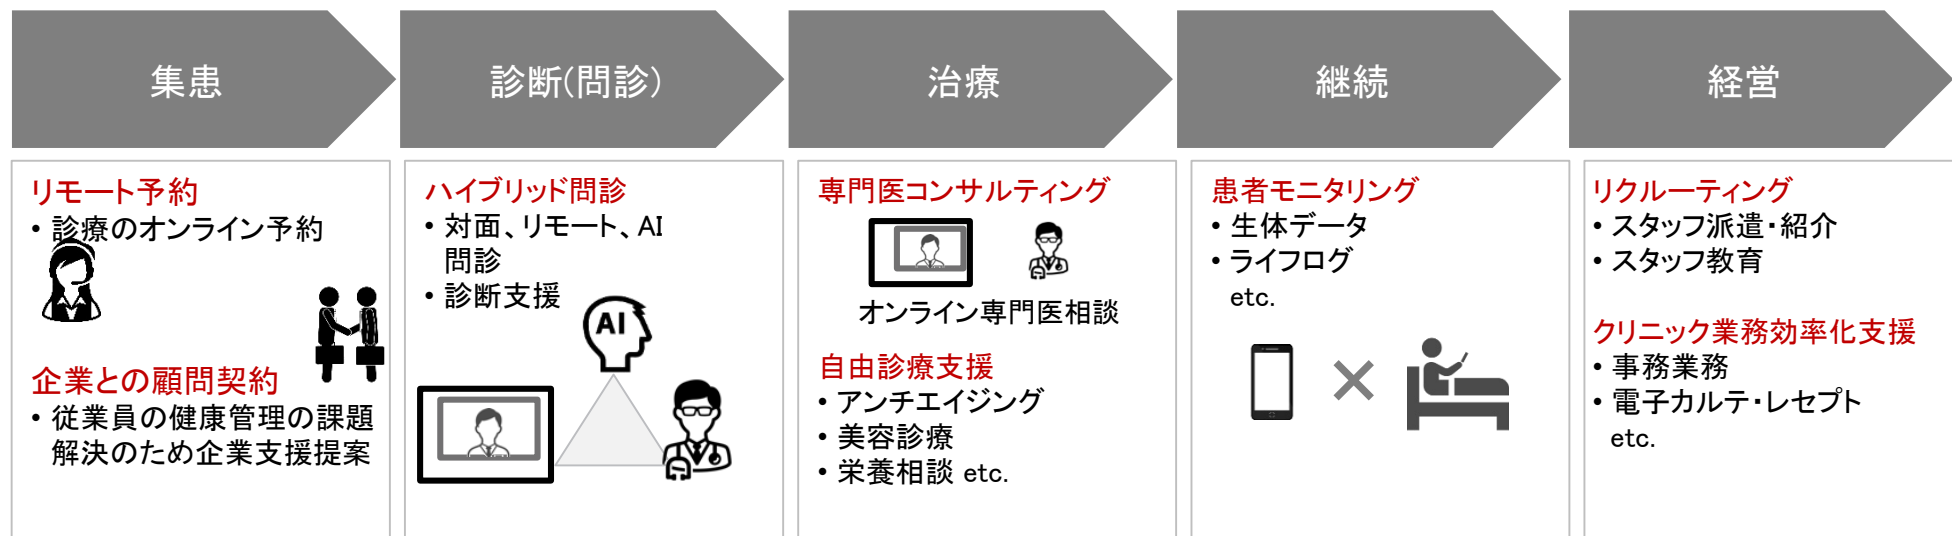 集患
診断(問診)
治療
継続
経営
リモート予約
• 診療のオンライン予約
企業との顧問契約
• 従業員の健康管理の課題
解決のため企業支援提案
ハイブリッド問診
• 対面、リモート、AI
問診
• 診断支援
AI
専門医コンサルティング
オンライン専門医相談
自由診療支援
• アンチエイジング
• 美容診療
• 栄養相談 etc.
患者モニタリング
• 生体データ
• ライフログ
etc.
リクルーティング
• スタッフ派遣・紹介
• スタッフ教育
クリニック業務効率化支援
• 事務業務
• 電子カルテ・レセプト
etc.